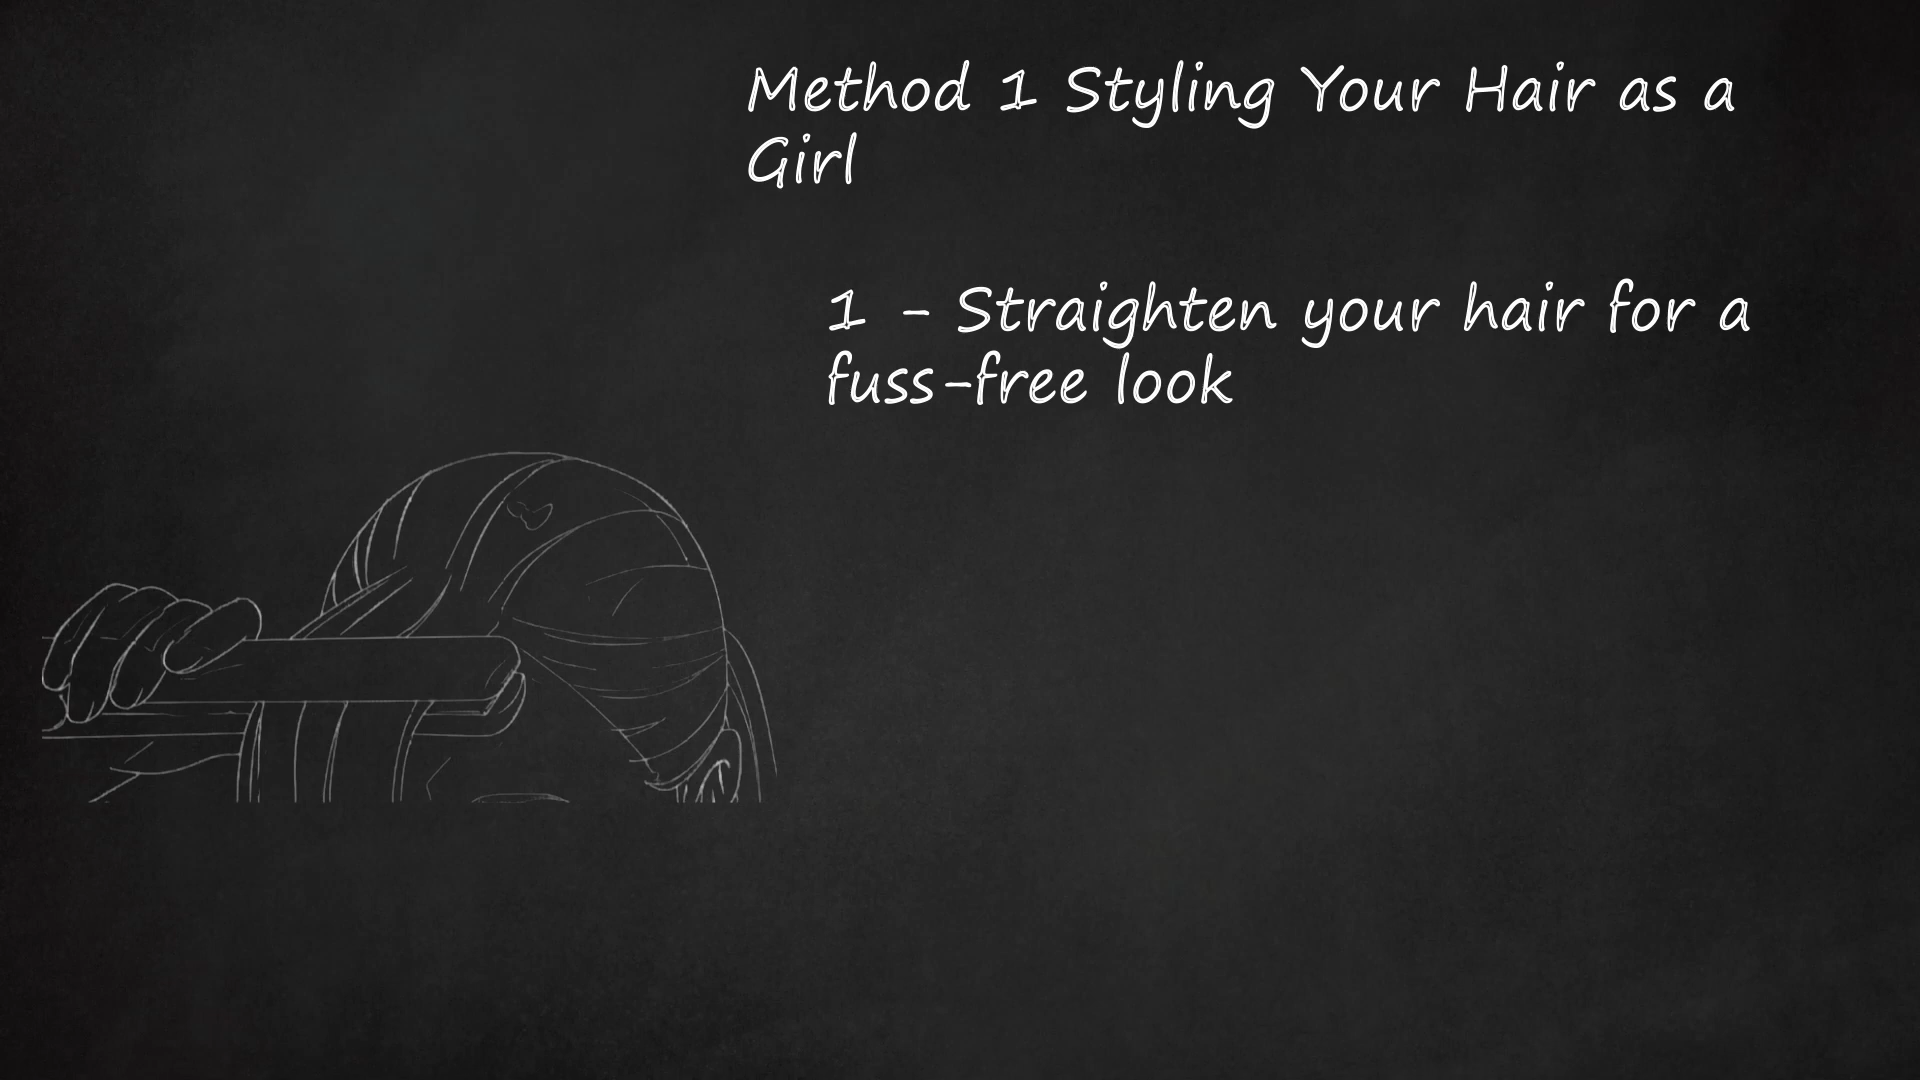 Method 1 Styling Your Hair as a
Girl
1 - Straighten your hair for a
fuss-free look